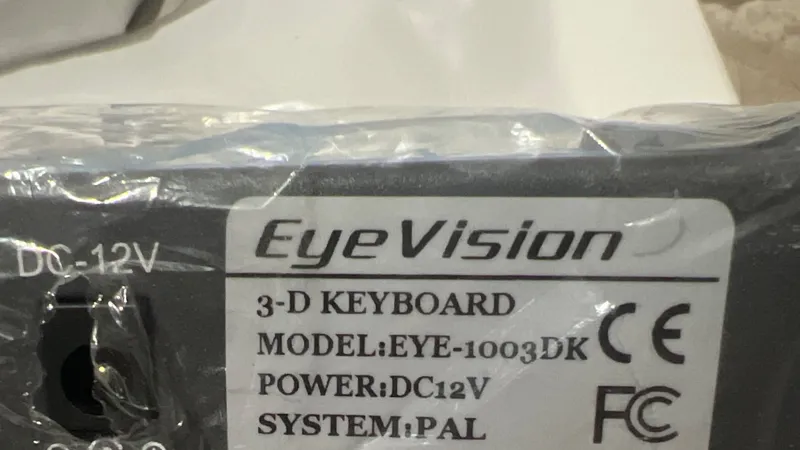 DC-12V
EyeVision
3-D KEYBOARD
MODEL:EYE-1003DK
POWER:DC12V
SYSTEM:PAL
CE
FC